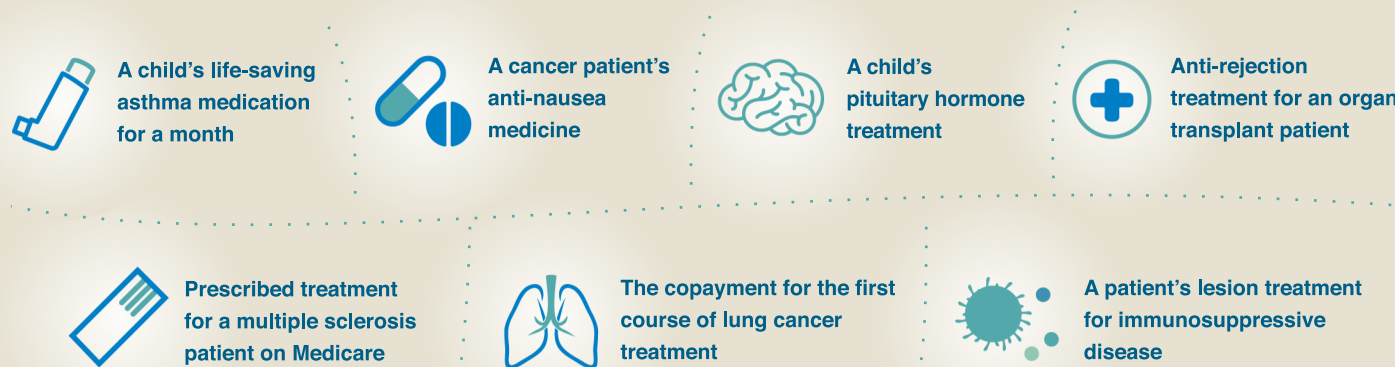 A child's life-saving
asthma medication
for a month
A cancer patient's
anti-nausea
medicine
A child's
pituitary hormone
treatment
Anti-rejection
treatment for an organ
transplant patient
Prescribed treatment
for a multiple sclerosis
patient on Medicare
The copayment for the first
course of lung cancer
treatment
A patient's lesion treatment
for immunosuppressive
disease